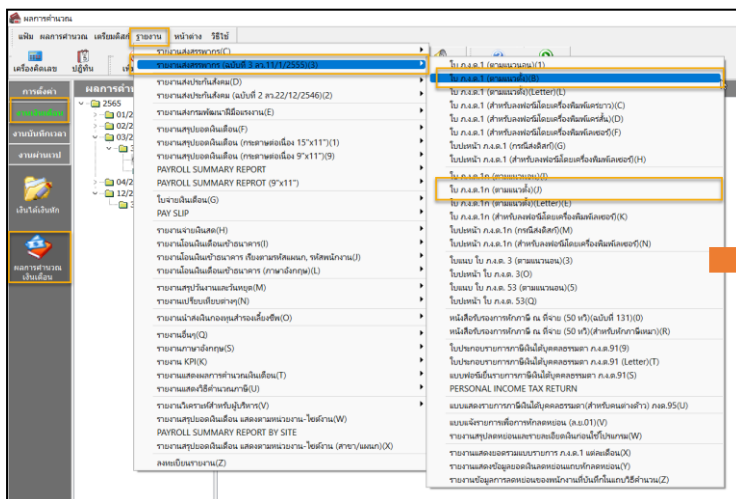 ผลการคำนวณ
แฟ้ม ผลการคำนวณ เตรียมดิสก์ รายงาน หน้าต่าง วิธีใช้
เครื่องคิดเลข ปฏิทิน
การตั้งค่า
งานเงินเดือน
งานบันทึกเวลา
งานผ่านเวป
เงินได้เงินหัก
ผลการคำนวณ
เงินเดือน
2565
01/2
02/2
03/2
3
04/2
12/2
3
รายงานส่งสรรพากร(C)
รายงานส่งสรรพากร (ฉบับที่ 3 ลว.11/1/2555)(3)
รายงานส่งประกันสังคม(D)
รายงานส่งประกันสังคม (ฉบับที่ 2 ลว.22/12/2546)(2)
รายงานส่งกรมพัฒนาฝีมือแรงงาน(E)
รายงานสรุปยอดเงินเดือน(F)
รายงานสรุปยอดเงินเดือน (กระดาษต่อเนื่อง 15"x11")(1)
รายงานสรุปยอดเงินเดือน (กระดาษต่อเนื่อง 9"x11")(9)
PAYROLL SUMMARY REPORT
PAYROLL SUMMARY REPROT (9"x11")
ใบจ่ายเงินเดือน(G)
PAY SLIP
รายงานจ่ายเงินสด(H)
รายงานโอนเงินเดือนเข้าธนาคาร(I)
รายงานโอนเงินเดือนเข้าธนาคาร เรียงตามรหัสแผนก, รหัสพนักงาน(J)
รายงานโอนเงินเดือนเข้าธนาคาร (ภาษาอังกฤษ)(L)
รายงานสรุปวันงานและวันหยุด(M)
รายงานเปรียบเทียบต่างๆ(N)
รายงานนำส่งเงินกองทุนสำรองเลี้ยงชีพ(O)
รายงานอื่นๆ(Q)
รายงานภาษาอังกฤษ(S)
รายงาน KPI(K)
รายงานแสดงผลการคำนวณเงินเดือน(T)
รายงานแสดงวิธีคำนวณภาษี(U)
รายงานวิเคราะห์สำหรับผู้บริหาร(V)
รายงานสรุปยอดเงินเดือน แสดงตามหน่วยงาน-ไซต์งาน(W)
PAYROLL SUMMARY REPORT BY SITE
รายงานสรุปยอดเงินเดือน แสดงตามหน่วยงาน-ไซต์งาน (สาขา/แผนก)(X)
ลงทะเบียนรายงาน(Z)
ใบ ภ.ง.ด.1 (ตามแนวนอน)(1)
ใบ ภ.ง.ด.1 (ตามแนวตั้ง)(B)
ใบ ภ.ง.ด.1 (ตามแนวตั้ง)(Letter)(L)
ใบ ภ.ง.ด.1 (สำหรับลงฟอร์มโดยเครื่องพิมพ์แคร่ยาว)(C)
ใบ ภ.ง.ด.1 (สำหรับลงฟอร์มโดยเครื่องพิมพ์แคร่สั้น)(D)
ใบ ภ.ง.ด.1 (สำหรับลงฟอร์มโดยเครื่องพิมพ์เลเซอร์)(F)
ใบปะหน้า ภ.ง.ด.1 (กรณีส่งดิสก์)(G)
ใบปะหน้า ภ.ง.ด.1 (สำหรับลงฟอร์มโดยเครื่องพิมพ์เลเซอร์)(H)
ใบ ภ.ง.ด.1ก (ตามแนวนอน)(I)
ใบ ภ.ง.ด.1ก (ตามแนวตั้ง)(J)
ใบ ภ.ง.ด.1ก (ตามแนวตั้ง)(Letter)(E)
ใบ ภ.ง.ด.1ก (สำหรับลงฟอร์มโดยเครื่องพิมพ์เลเซอร์)(K)
ใบปะหน้า ภ.ง.ด.1ก (กรณีส่งดิสก์)(M)
ใบปะหน้า ภ.ง.ด.1ก (สำหรับลงฟอร์มโดยเครื่องพิมพ์เลเซอร์)(N)
ใบแนบ ใบ ภ.ง.ด. 3 (ตามแนวนอน)(3)
ใบปะหน้า ใบ ภ.ง.ด. 3(O)
ใบแนบ ใบ ภ.ง.ด. 53 (ตามแนวนอน)(5)
ใบปะหน้า ใบ ภ.ง.ด. 53(Q)
หนังสือรับรองการหักภาษี ณ ที่จ่าย (50 ทวิ)(ฉบับที่ 131)(0)
หนังสือรับรองการหักภาษี ณ ที่จ่าย (50 ทวิ)(สำหรับหักภาษีเหมา)(R)
ใบประกอบรายการภาษีเงินได้บุคคลธรรมดา ภ.ง.ด.91(9)
ใบประกอบรายการภาษีเงินได้บุคคลธรรมดา ภ.ง.ด.91 (Letter)(T)
แบบฟอร์มยื่นรายการภาษีเงินได้บุคคลธรรมดา ภ.ง.ด.91(S)
PERSONAL INCOME TAX RETURN
แบบแสดงรายการภาษีเงินได้บุคคลธรรมดา(สำหรับคนต่างด้าว) ภงด.95(U)
แบบแจ้งรายการเพื่อการหักลดหย่อน (ล.ย.01)(V)
รายงานสรุปลดหย่อนและรายละเอียดเงินก่อนใช้โปรแกรม(W)
รายงานแสดงยอดรวมแบบรายการ ภ.ง.ด.1 แต่ละเดือน(X)
รายงานแสดงข้อมูลยอดเงินลดหย่อนแทบหักลดหย่อน(Y)
รายงานข้อมูลการลดหย่อนของพนักงานที่บันทึกในแถบวิธีคำนวณ(Z)